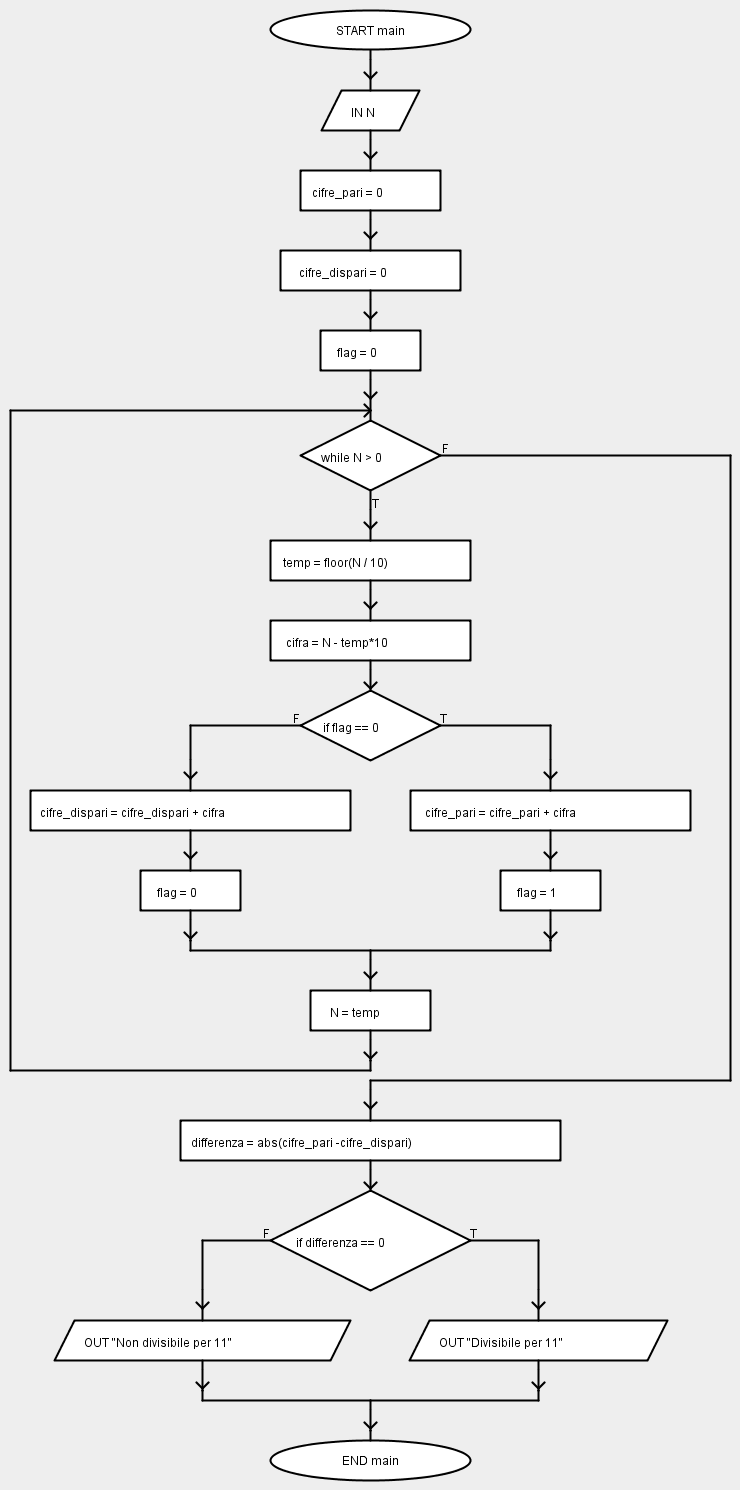 START main
IN N
cifre_pari = 0
cifre_dispari = 0
flag = 0
while N > 0
F
T
temp = floor(N / 10)
cifra = N - temp*10
F
T
if flag == 0
cifre_dispari = cifre_dispari + cifra
cifre_pari = cifre_pari + cifra
flag = 0
flag = 1
N = temp
differenza = abs(cifre_pari -cifre_dispari)
F
T
if differenza == 0
OUT "Non divisibile per 11"
OUT "Divisibile per 11"
END main